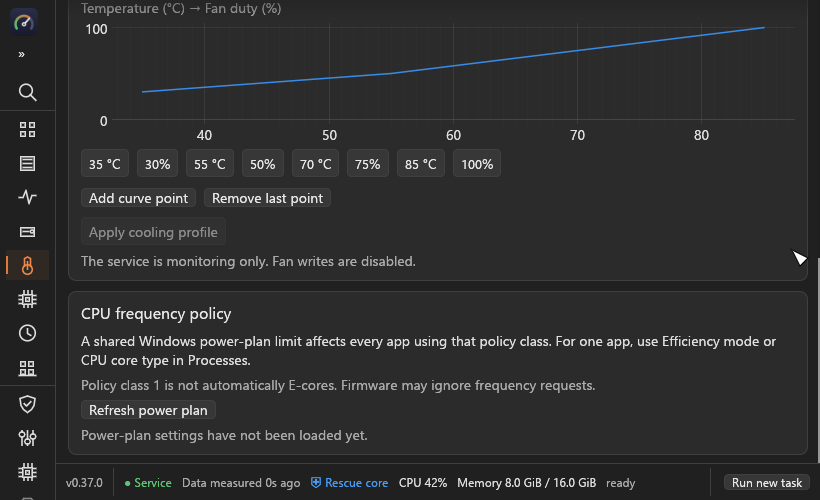 Temperature (°C) → Fan duty (%)
100
0
40 50 60 70 80
35 °C 30% 55 °C 50% 70 °C 75% 85 °C 100%
Add curve point Remove last point
Apply cooling profile
The service is monitoring only. Fan writes are disabled.
CPU frequency policy
A shared Windows power-plan limit affects every app using that policy class. For one app, use Efficiency mode or
CPU core type in Processes.
Policy class 1 is not automatically E-cores. Firmware may ignore frequency requests.
Refresh power plan
Power-plan settings have not been loaded yet.
v0.37.0 Service Data measured 0s ago Rescue core CPU 42% Memory 8.0 GiB / 16.0 GiB ready Run new task